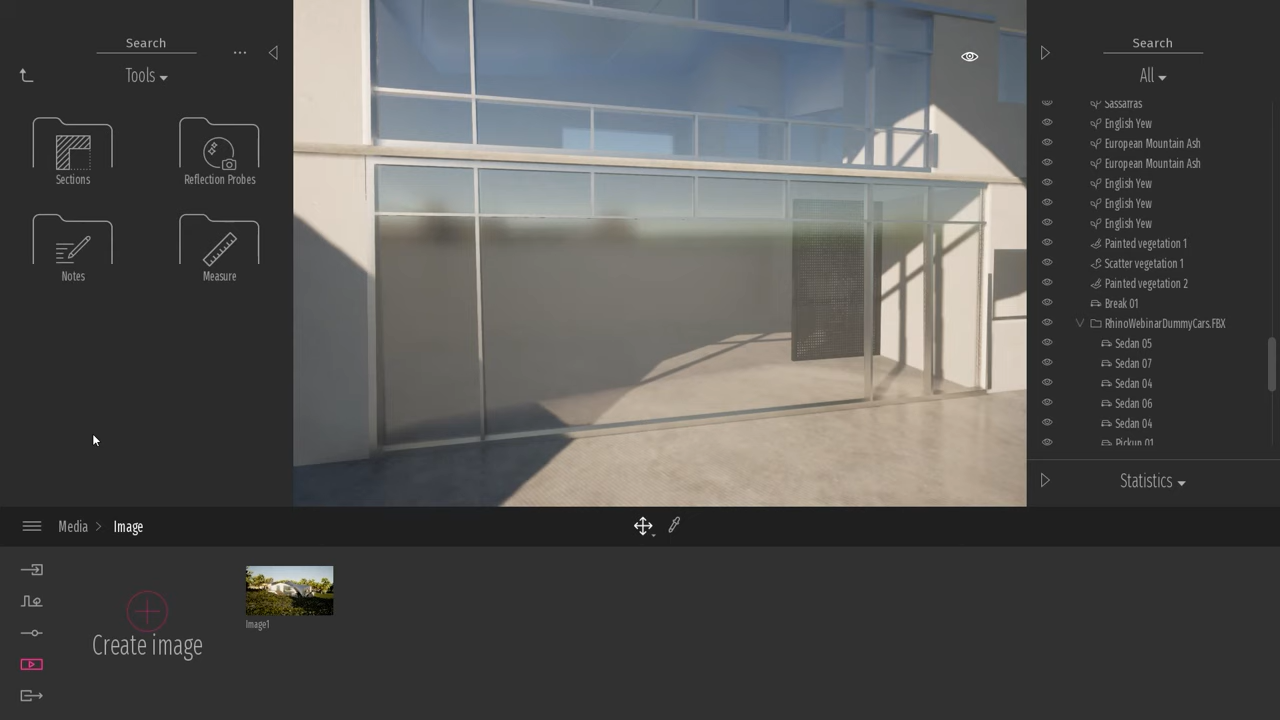 Search
Tools
Sections
Reflection Probes
Notes
Measure
Search
All
Sassafras
English Yew
European Mountain Ash
European Mountain Ash
English Yew
English Yew
English Yew
Painted vegetation 1
Scatter vegetation 1
Painted vegetation 2
Break 01
RhinoWebinarDummyCars.FBX
Sedan 05
Sedan 07
Sedan 04
Sedan 06
Sedan 04
Pickup 01
Statistics
Media
Image
Create image
Image1